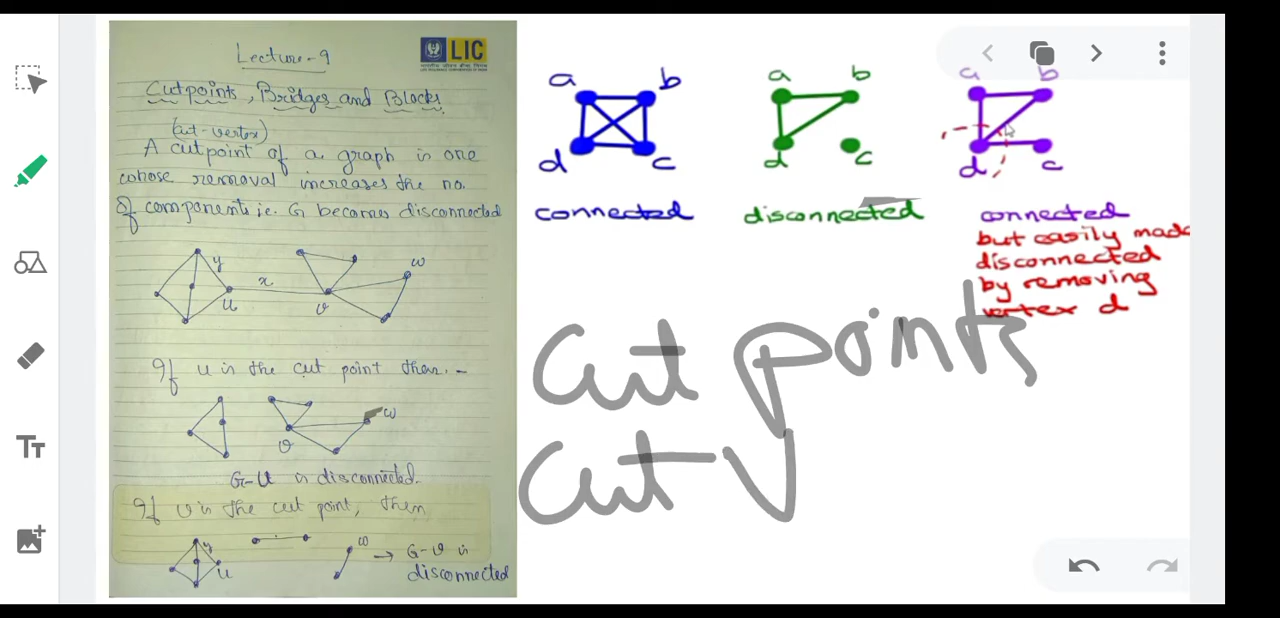 Lecture-9
LIC
Cutpoints, Bridges and Blocks.
(cut-vertex)
A cutpoint of a graph is one
whose removal increases the no.
of components i.e. G becomes disconnected
y
x
u
v
w
If u is the cut point then. -
w
v
G-u is disconnected.
If v is the cut point, then
y
u
w
→ G-v is
disconnected
a b
d c
connected
a b
d c
disconnected
a b
d c
connected
but easily made
disconnected
by removing
vertex d
cut points
cut-v
Tt